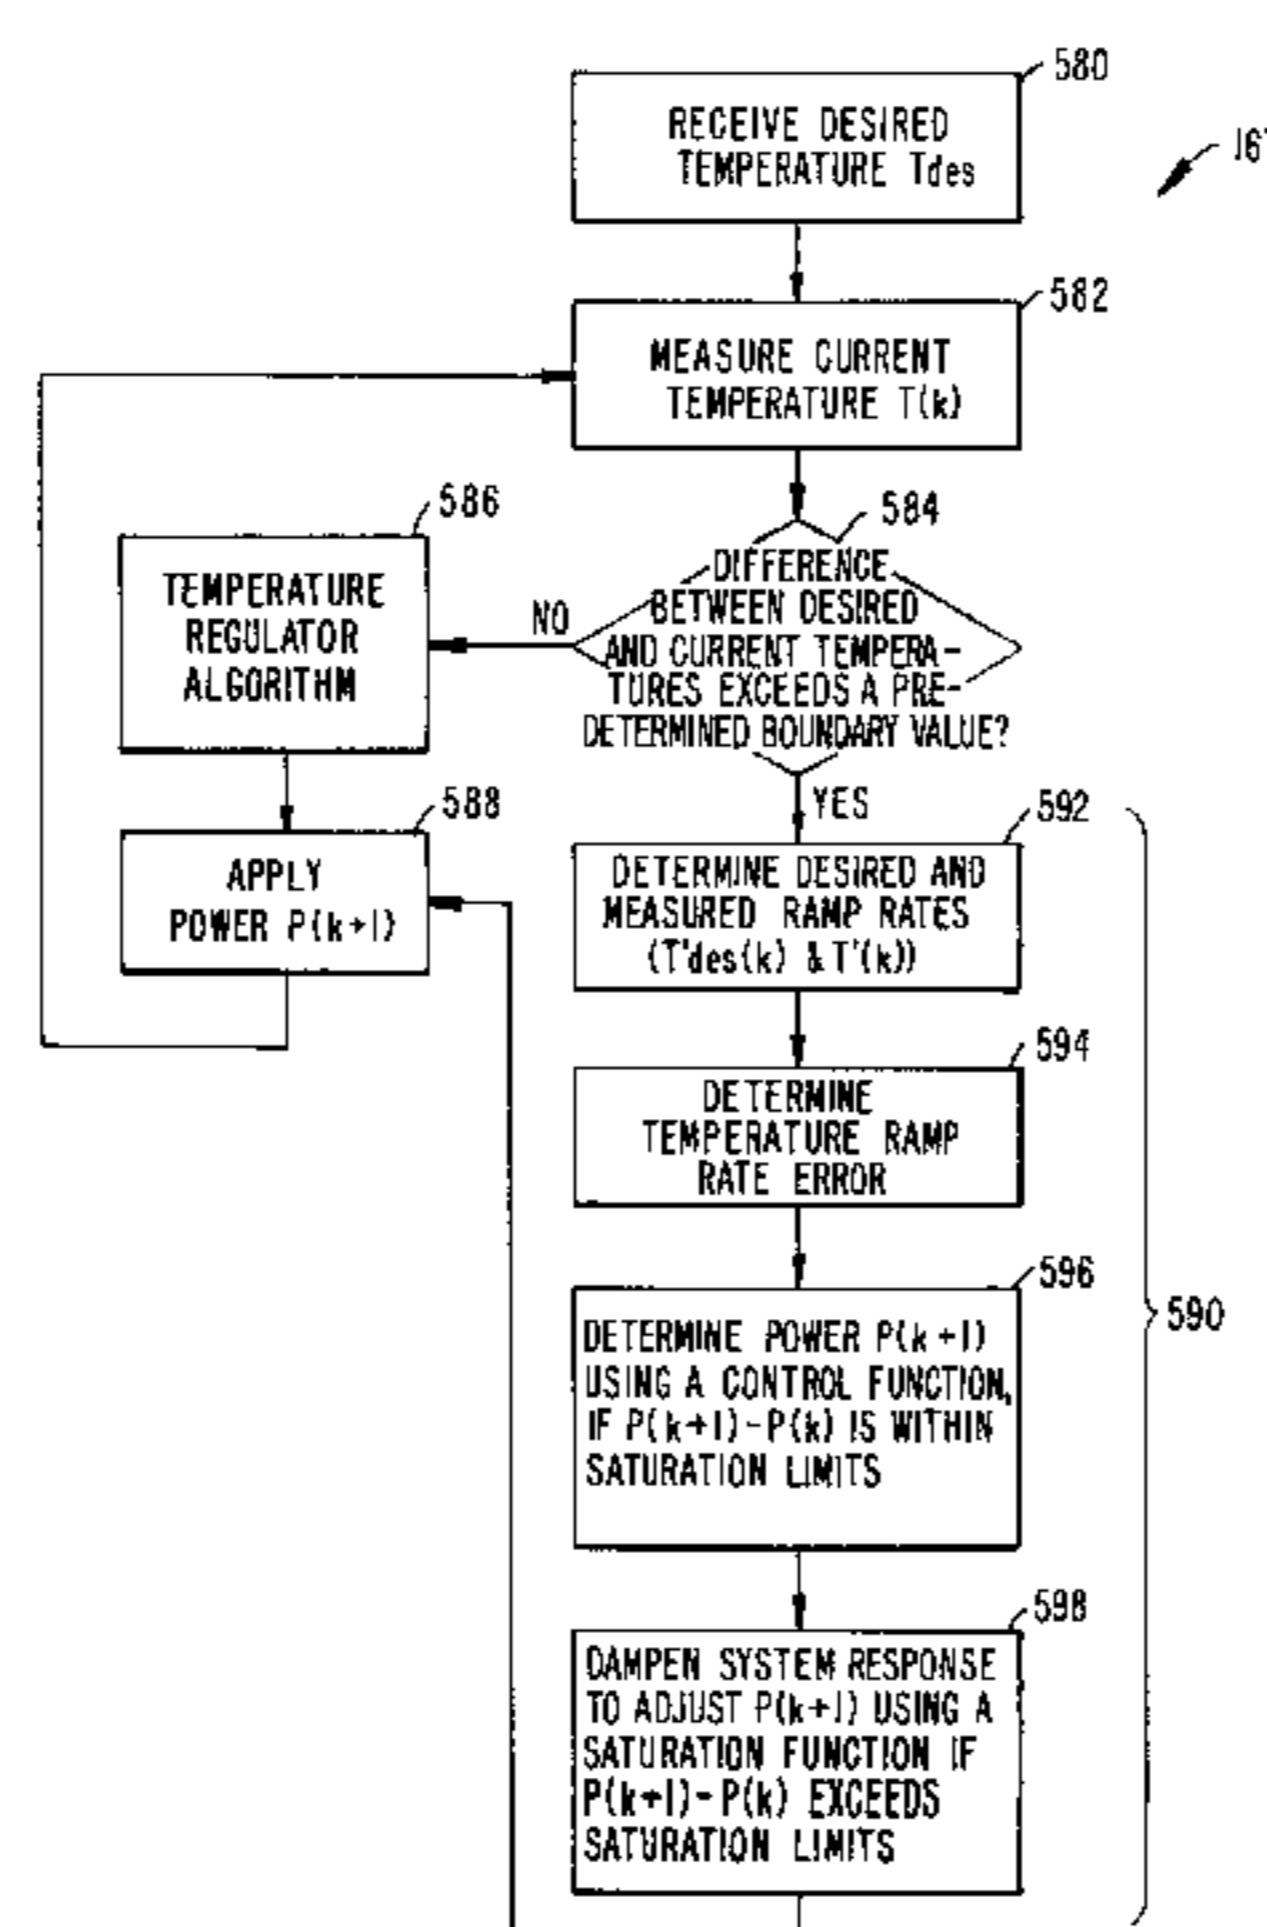 580
RECEIVE DESIRED
TEMPERATURE Tdes
582
MEASURE CURRENT
TEMPERATURE T(k)
584
DIFFERENCE
BETWEEN DESIRED
AND CURRENT TEMPERA-
TURES EXCEEDS A PRE-
DETERMINED BOUNDARY VALUE?
NO
586
TEMPERATURE
REGULATOR
ALGORITHM
588
APPLY
POWER P(k+1)
YES
592
DETERMINE DESIRED AND
MEASURED RAMP RATES
(T'des(k) & T'(k))
594
DETERMINE
TEMPERATURE RAMP
RATE ERROR
596
DETERMINE POWER P(k+1)
USING A CONTROL FUNCTION,
IF P(k+1)-P(k) IS WITHIN
SATURATION LIMITS
590
598
DAMPEN SYSTEM RESPONSE
TO ADJUST P(k+1) USING A
SATURATION FUNCTION IF
P(k+1)-P(k) EXCEEDS
SATURATION LIMITS